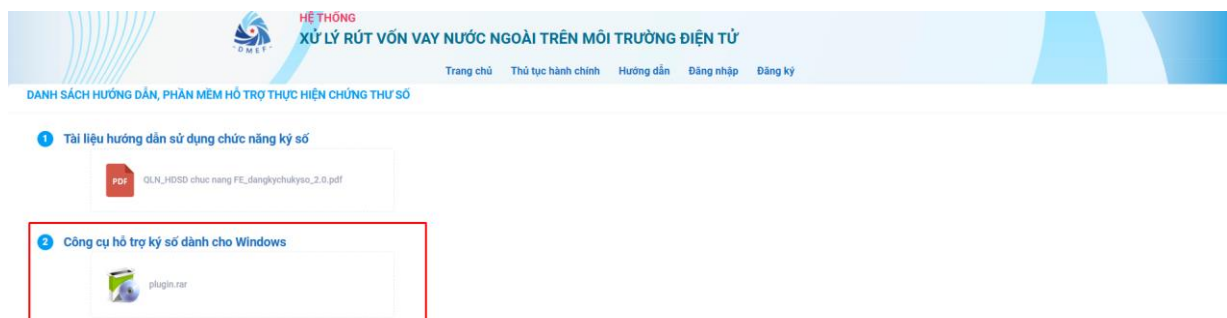 HỆ THỐNG
XỬ LÝ RÚT VỐN VAY NƯỚC NGOÀI TRÊN MÔI TRƯỜNG ĐIỆN TỬ
DMEF
Trang chủ Thủ tục hành chính Hướng dẫn Đăng nhập Đăng ký
DANH SÁCH HƯỚNG DẪN, PHẦN MỀM HỖ TRỢ THỰC HIỆN CHỨNG THƯ SỐ
1 Tài liệu hướng dẫn sử dụng chức năng ký số
PDF QLN_HDSD chuc nang FE_dangkychukyso_2.0.pdf
2 Công cụ hỗ trợ ký số dành cho Windows
plugin.rar